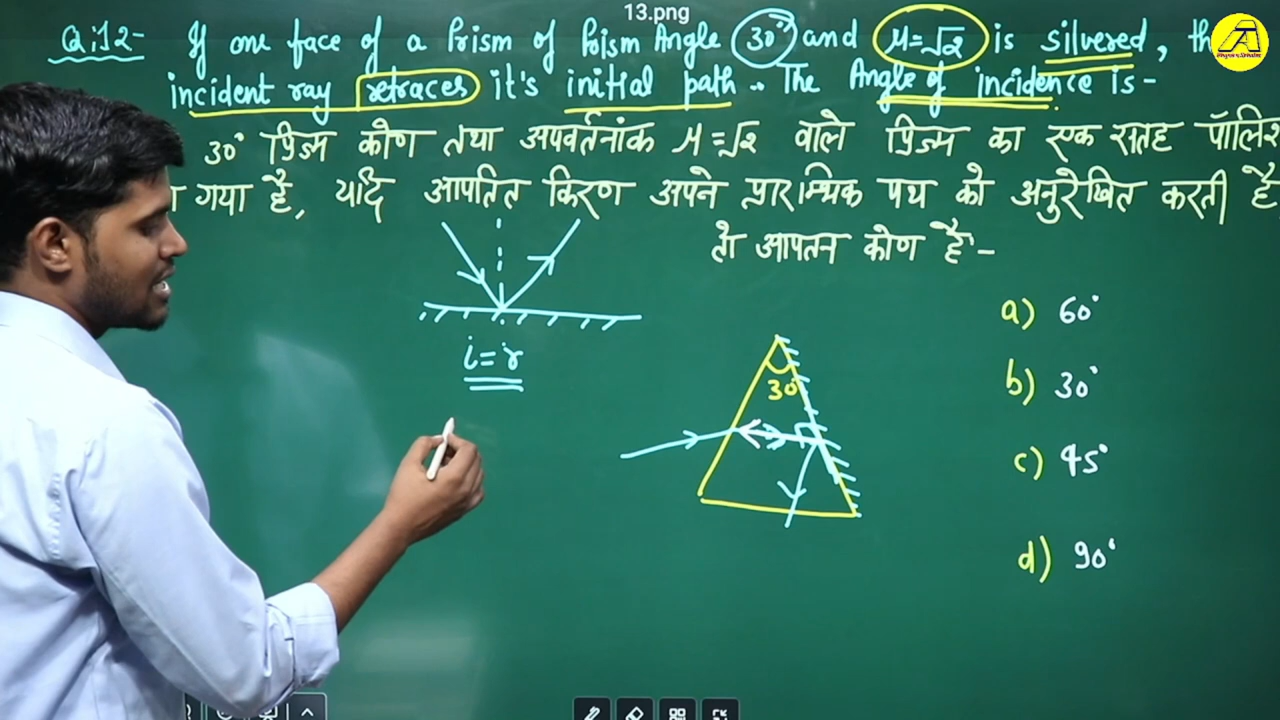 13.png
Q:12- If one face of a Prism of Prism Angle 30° and μ=√2 is silvered, th
incident ray retraces it's initial path.. The Angle of incidence is-
30° प्रिज्म कोण तथा अपवर्तनांक μ=√2 वाले प्रिज्म का एक सतह पॉलिश
गया है, यदि आपतित किरण अपने प्रारम्भिक पथ को अनुरेखित करती है
तो आपतन कोण है-
a) 60°
i=r
30
b) 30°
c) 45°
d) 90°